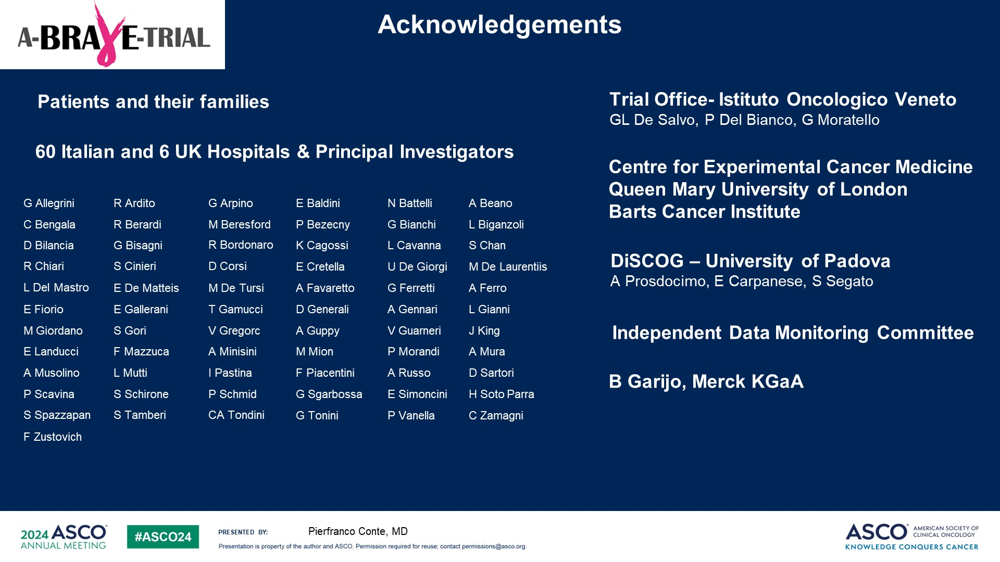 A-BRAVE-TRIAL
Acknowledgements
Patients and their families
60 Italian and 6 UK Hospitals & Principal Investigators
G Allegrini R Ardito G Arpino E Baldini N Battelli A Beano
C Bengala R Berardi M Beresford P Bezecny G Bianchi L Biganzoli
D Bilancia G Bisagni R Bordonaro K Cagossi L Cavanna S Chan
R Chiari S Cinieri D Corsi E Cretella U De Giorgi M De Laurentiis
L Del Mastro E De Matteis M De Tursi A Favaretto G Ferretti A Ferro
E Fiorio E Gallerani T Gamucci D Generali A Gennari L Gianni
M Giordano S Gori V Gregorc A Guppy V Guarneri J King
E Landucci F Mazzuca A Minisini M Mion P Morandi A Mura
A Musolino L Mutti I Pastina F Piacentini A Russo D Sartori
P Scavina S Schirone P Schmid G Sgarbossa E Simoncini H Soto Parra
S Spazzapan S Tamberi CA Tondini G Tonini P Vanella C Zamagni
F Zustovich
Trial Office- Istituto Oncologico Veneto
GL De Salvo, P Del Bianco, G Moratello
Centre for Experimental Cancer Medicine
Queen Mary University of London
Barts Cancer Institute
DiSCOG – University of Padova
A Prosdocimo, E Carpanese, S Segato
Independent Data Monitoring Committee
B Garijo, Merck KGaA
2024 ASCO®
ANNUAL MEETING
#ASCO24
PRESENTED BY: Pierfranco Conte, MD
Presentation is property of the author and ASCO. Permission required for reuse; contact permissions@asco.org.
ASCO® AMERICAN SOCIETY OF
CLINICAL ONCOLOGY
KNOWLEDGE CONQUERS CANCER